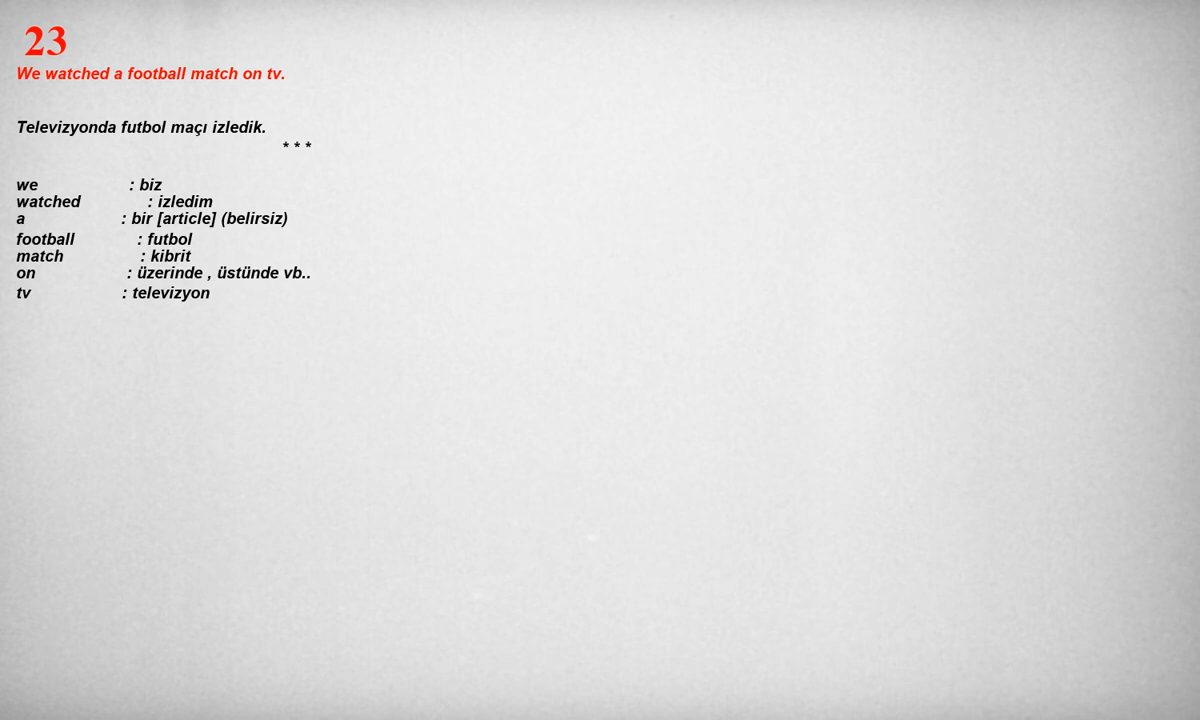 23
We watched a football match on tv.
Televizyonda futbol maçı izledik.
* * *
we : biz
watched : izledim
a : bir [article] (belirsiz)
football : futbol
match : kibrit
on : üzerinde , üstünde vb..
tv : televizyon